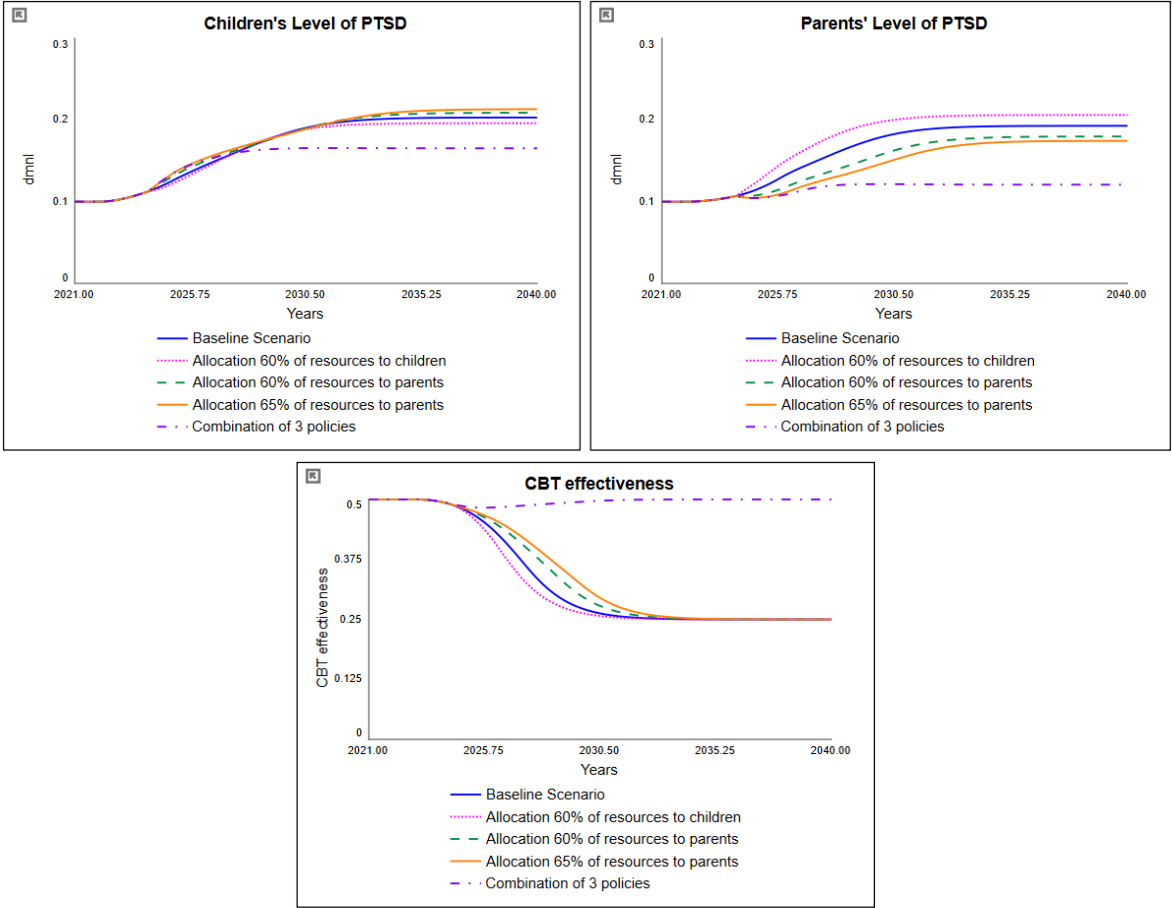 Children's Level of PTSD
0.3
0.2
0.1
0
dmnl
2021.00 2025.75 2030.50 2035.25 2040.00
Years
Baseline Scenario
Allocation 60% of resources to children
Allocation 60% of resources to parents
Allocation 65% of resources to parents
Combination of 3 policies
Parents' Level of PTSD
0.3
0.2
0.1
0
dmnl
2021.00 2025.75 2030.50 2035.25 2040.00
Years
Baseline Scenario
Allocation 60% of resources to children
Allocation 60% of resources to parents
Allocation 65% of resources to parents
Combination of 3 policies
CBT effectiveness
0.5
0.375
0.25
0.125
0
CBT effectiveness
2021.00 2025.75 2030.50 2035.25 2040.00
Years
Baseline Scenario
Allocation 60% of resources to children
Allocation 60% of resources to parents
Allocation 65% of resources to parents
Combination of 3 policies